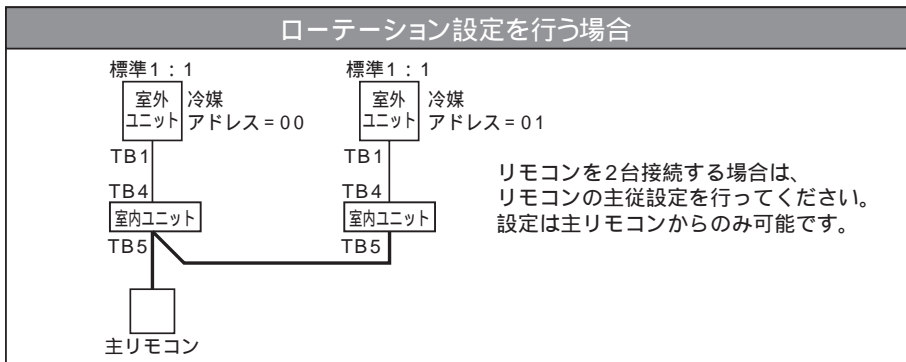 ローテーション設定を行う場合
標準1：1
室外
ユニット
冷媒
アドレス=00
TB1
TB4
室内ユニット
TB5
主リモコン
標準1：1
室外
ユニット
冷媒
アドレス=01
TB1
TB4
室内ユニット
TB5
リモコンを2台接続する場合は、
リモコンの主従設定を行ってください。
設定は主リモコンからのみ可能です。